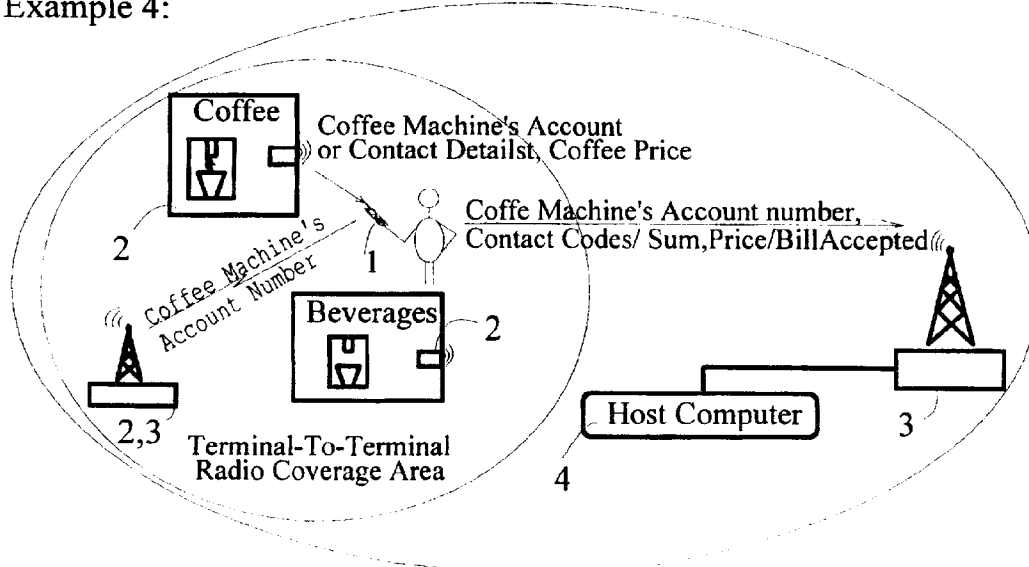 Example 4:
Coffee
Coffee Machine's Account
or Contact Detailst, Coffee Price
2
1
Coffe Machine's Account number,
Contact Codes/ Sum,Price/BillAccepted
Coffee Machine's
Account Number
Beverages
2
2,3
Terminal-To-Terminal
Radio Coverage Area
Host Computer
4
3